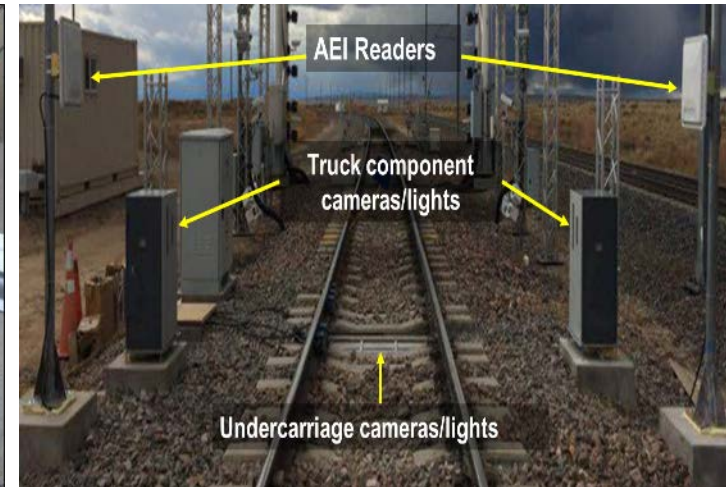 AEI Readers
Truck component
cameras/lights
Undercarriage cameras/lights